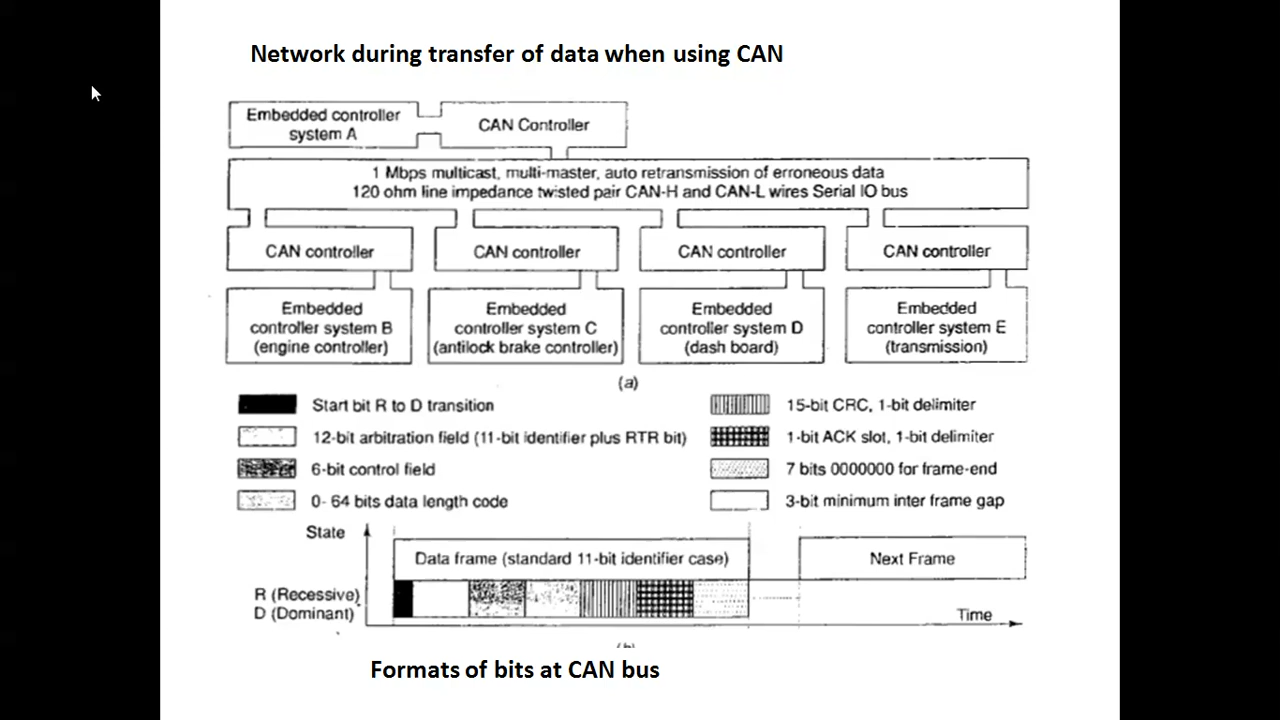 Network during transfer of data when using CAN
Embedded controller
system A
CAN Controller
1 Mbps multicast, multi-master, auto retransmission of erroneous data
120 ohm line impedance twisted pair CAN-H and CAN-L wires Serial IO bus
CAN controller
CAN controller
CAN controller
CAN controller
Embedded
controller system B
(engine controller)
Embedded
controller system C
(antilock brake controller)
Embedded
controller system D
(dash board)
Embedded
controller system E
(transmission)
(a)
Start bit R to D transition
12-bit arbitration field (11-bit identifier plus RTR bit)
6-bit control field
0- 64 bits data length code
15-bit CRC, 1-bit delimiter
1-bit ACK slot, 1-bit delimiter
7 bits 0000000 for frame-end
3-bit minimum inter frame gap
State
Data frame (standard 11-bit identifier case)
Next Frame
R (Recessive)
D (Dominant)
Time
Formats of bits at CAN bus